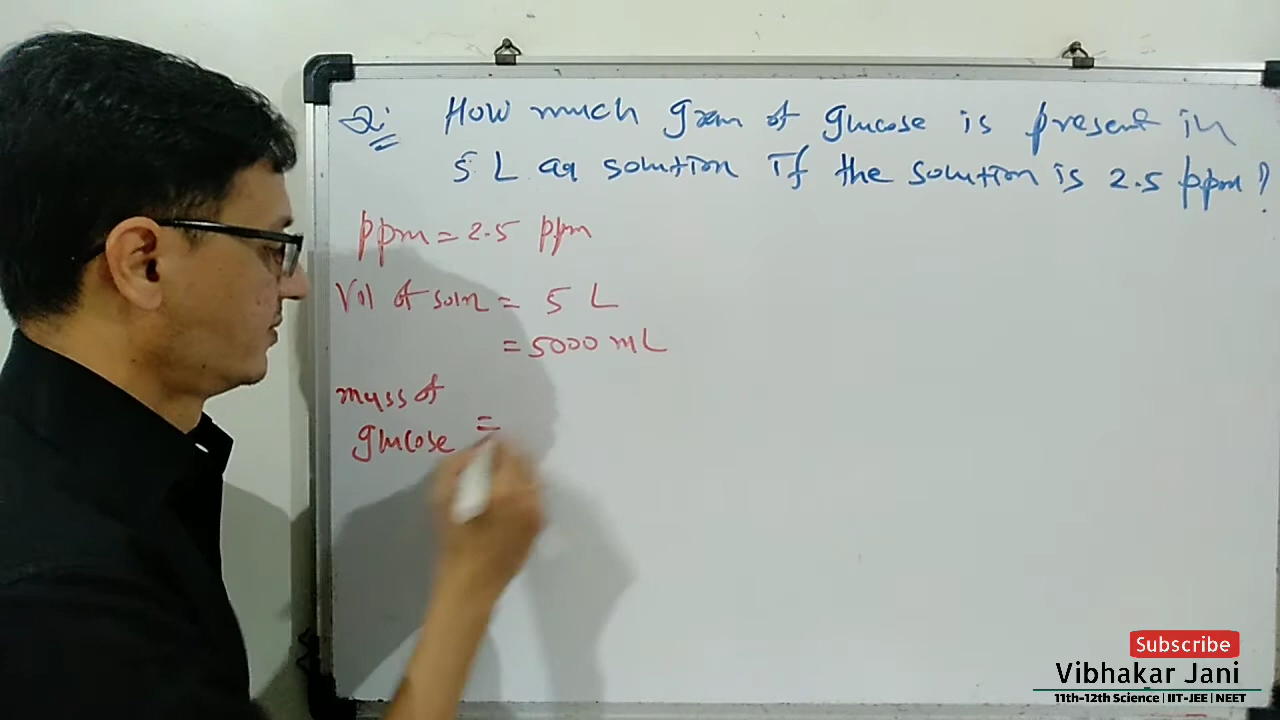 Q: How much gram of glucose is present in
5 L aq solution If the solution is 2.5 ppm?
ppm = 2.5 ppm
Vol of soln = 5 L
= 5000 mL
mass of
glucose =
Subscribe
Vibhakar Jani
11th-12th Science | IIT-JEE | NEET